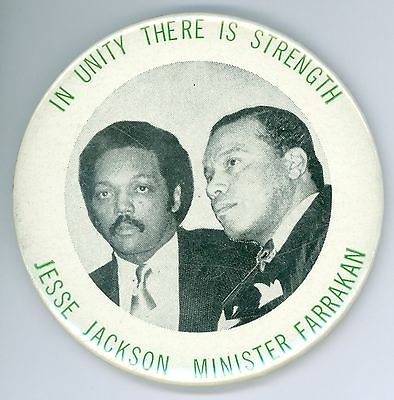 IN UNITY THERE IS STRENGTH
JESSE JACKSON MINISTER FARRAKAN